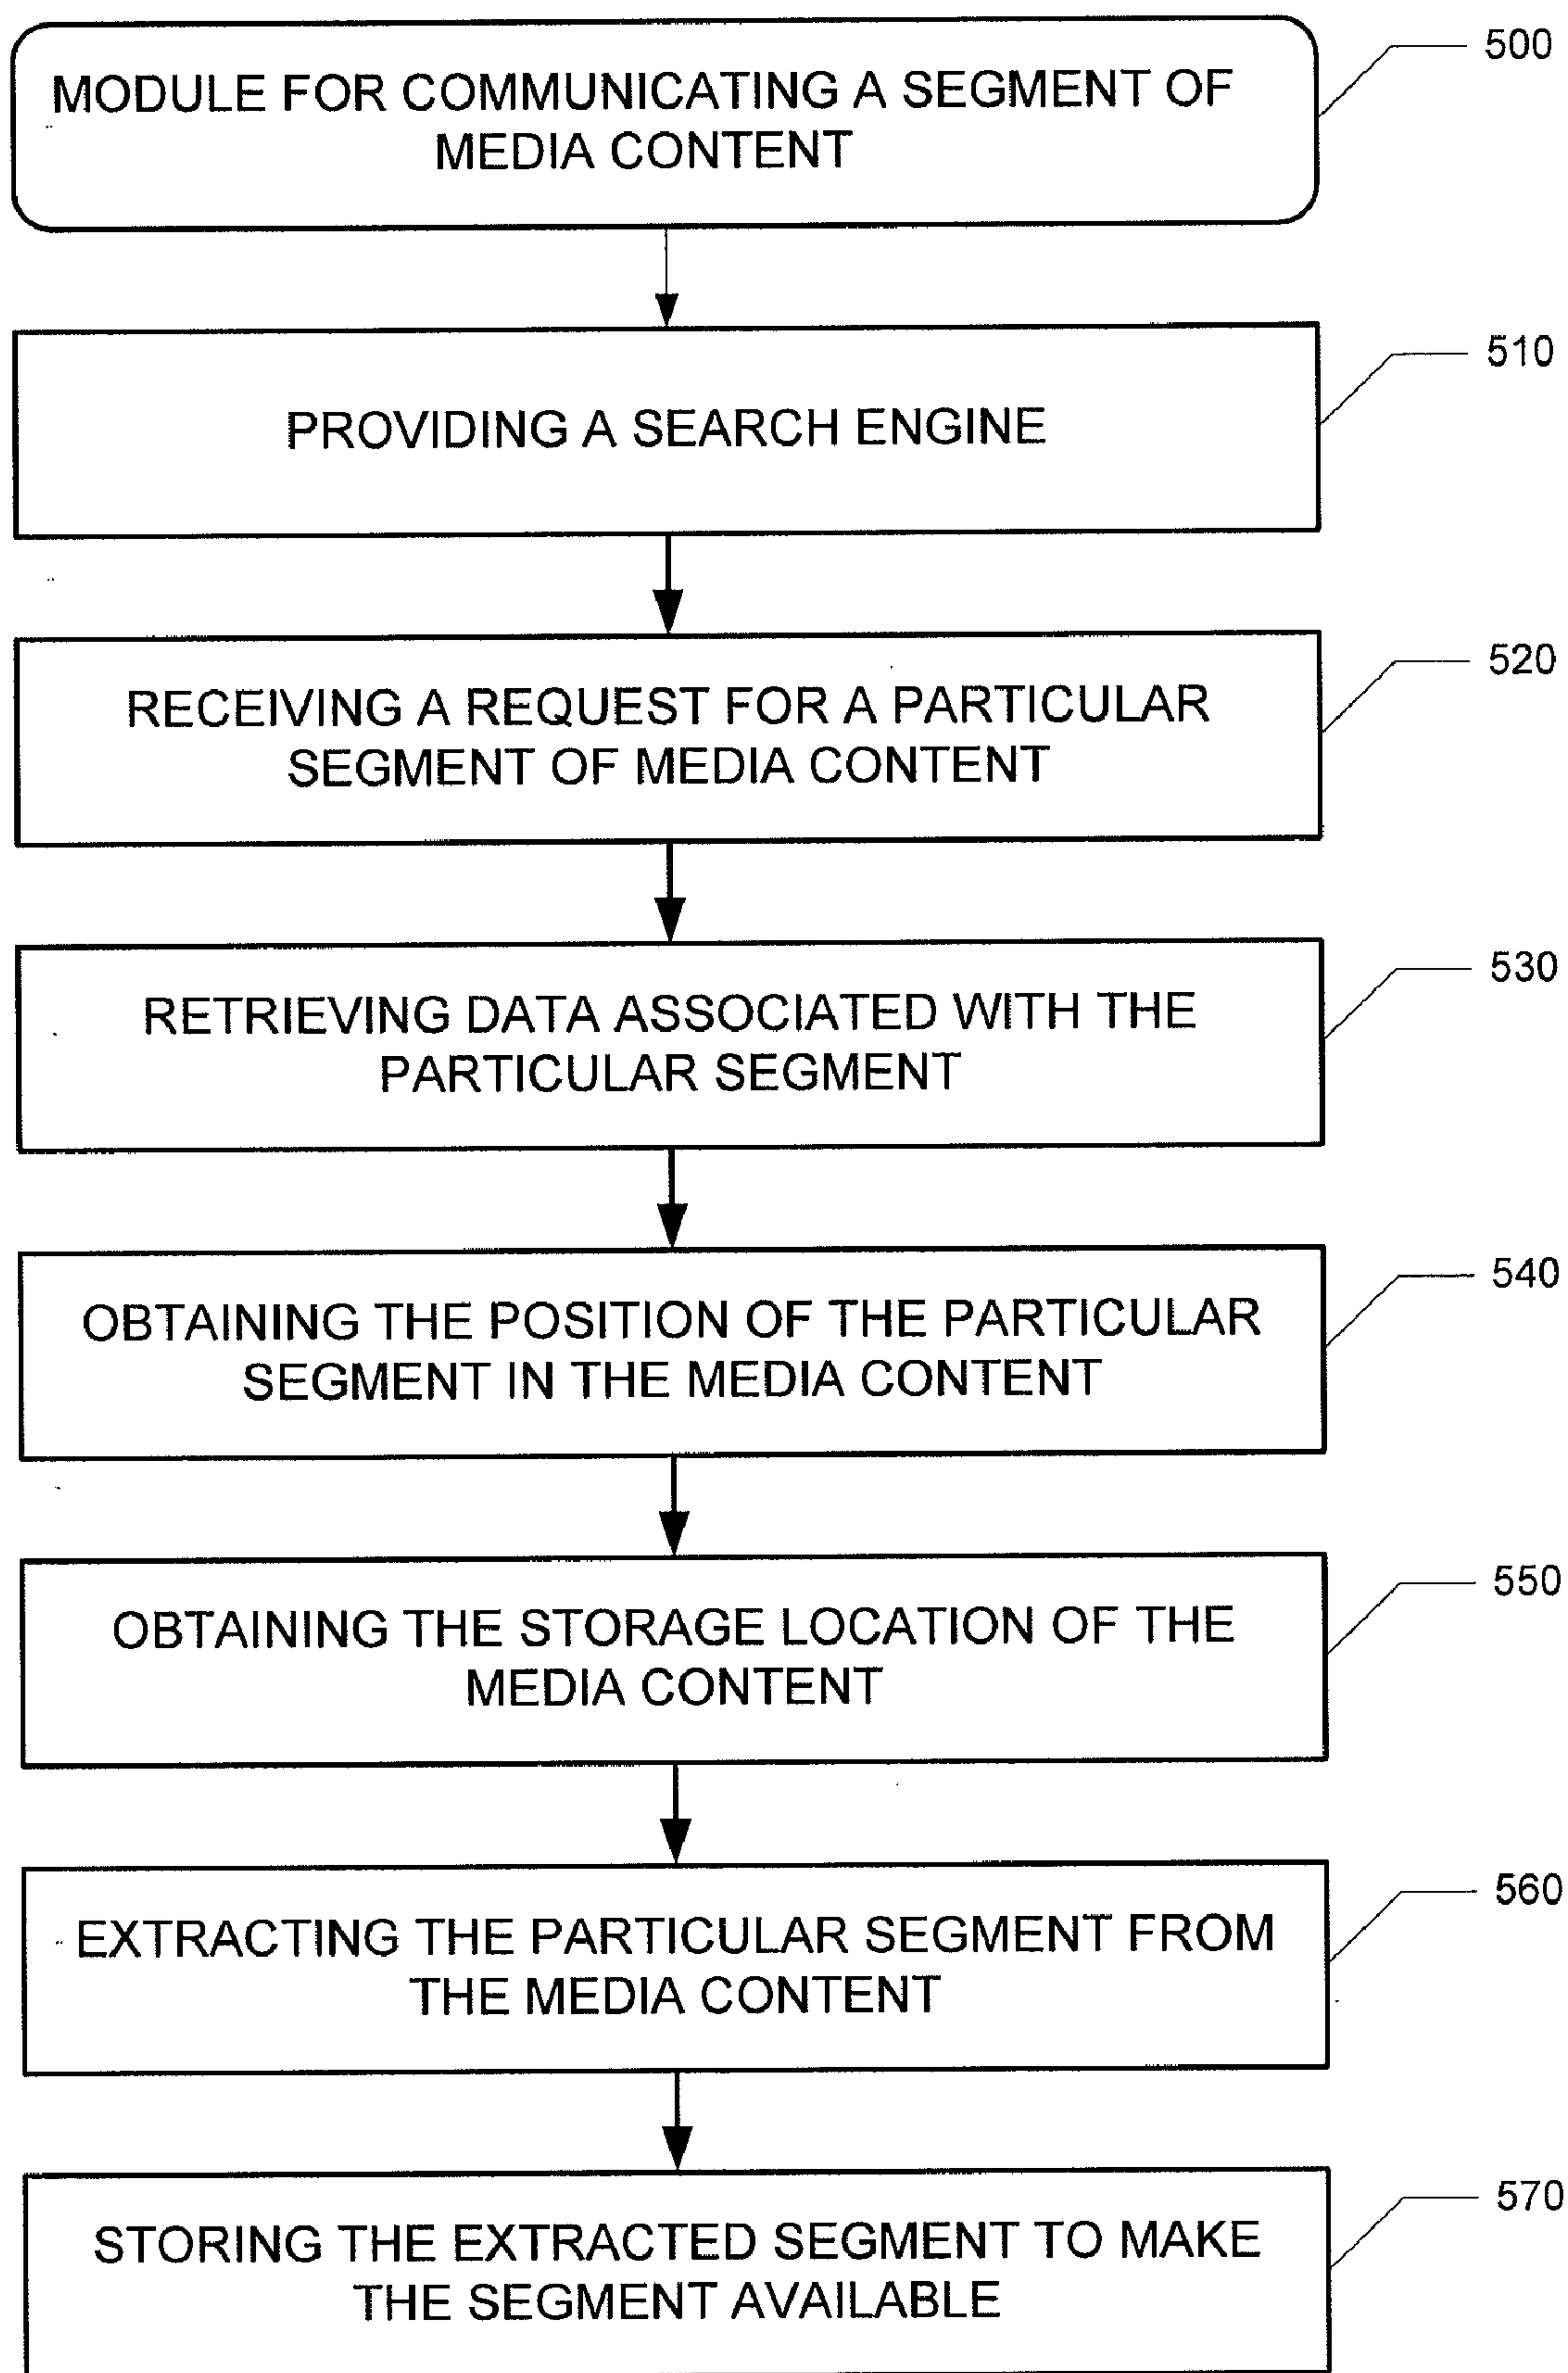 MODULE FOR COMMUNICATING A SEGMENT OF
MEDIA CONTENT
500
PROVIDING A SEARCH ENGINE
510
RECEIVING A REQUEST FOR A PARTICULAR
SEGMENT OF MEDIA CONTENT
520
RETRIEVING DATA ASSOCIATED WITH THE
PARTICULAR SEGMENT
530
OBTAINING THE POSITION OF THE PARTICULAR
SEGMENT IN THE MEDIA CONTENT
540
OBTAINING THE STORAGE LOCATION OF THE
MEDIA CONTENT
550
EXTRACTING THE PARTICULAR SEGMENT FROM
THE MEDIA CONTENT
560
STORING THE EXTRACTED SEGMENT TO MAKE
THE SEGMENT AVAILABLE
570